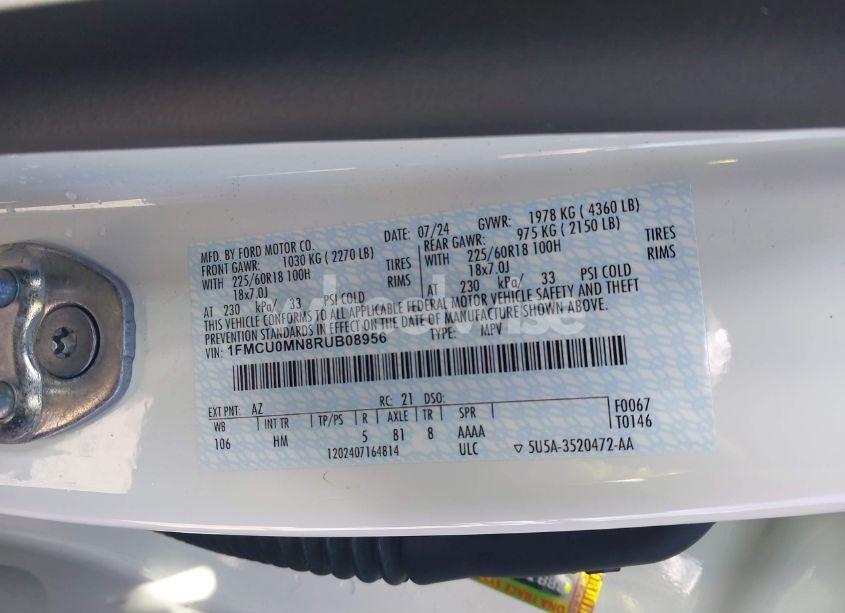 MFD. BY FORD MOTOR CO.
DATE: 07/24 GVWR: 1978 KG ( 4360 LB)
FRONT GAWR: 1030 KG ( 2270 LB)
WITH 225/60R18 100H TIRES
18x7.0J RIMS
AT 230 kPa/ 33 PSI COLD
REAR GAWR: 975 KG ( 2150 LB)
WITH 225/60R18 100H TIRES
18x7.0J RIMS
AT 230 kPa/ 33 PSI COLD
THIS VEHICLE CONFORMS TO ALL APPLICABLE FEDERAL MOTOR VEHICLE SAFETY AND THEFT
PREVENTION STANDARDS IN EFFECT ON THE DATE OF MANUFACTURE SHOWN ABOVE.
VIN: 1FMCU0MN8RUB08956 TYPE: MPV
EXT PNT: AZ RC: 21 DSO:
WB INT TR TP/PS R AXLE TR SPR
106 HM 5 81 8 AAAA
1202407164814 ULC
F0067
T0146
▽ 5U5A-3520472-AA